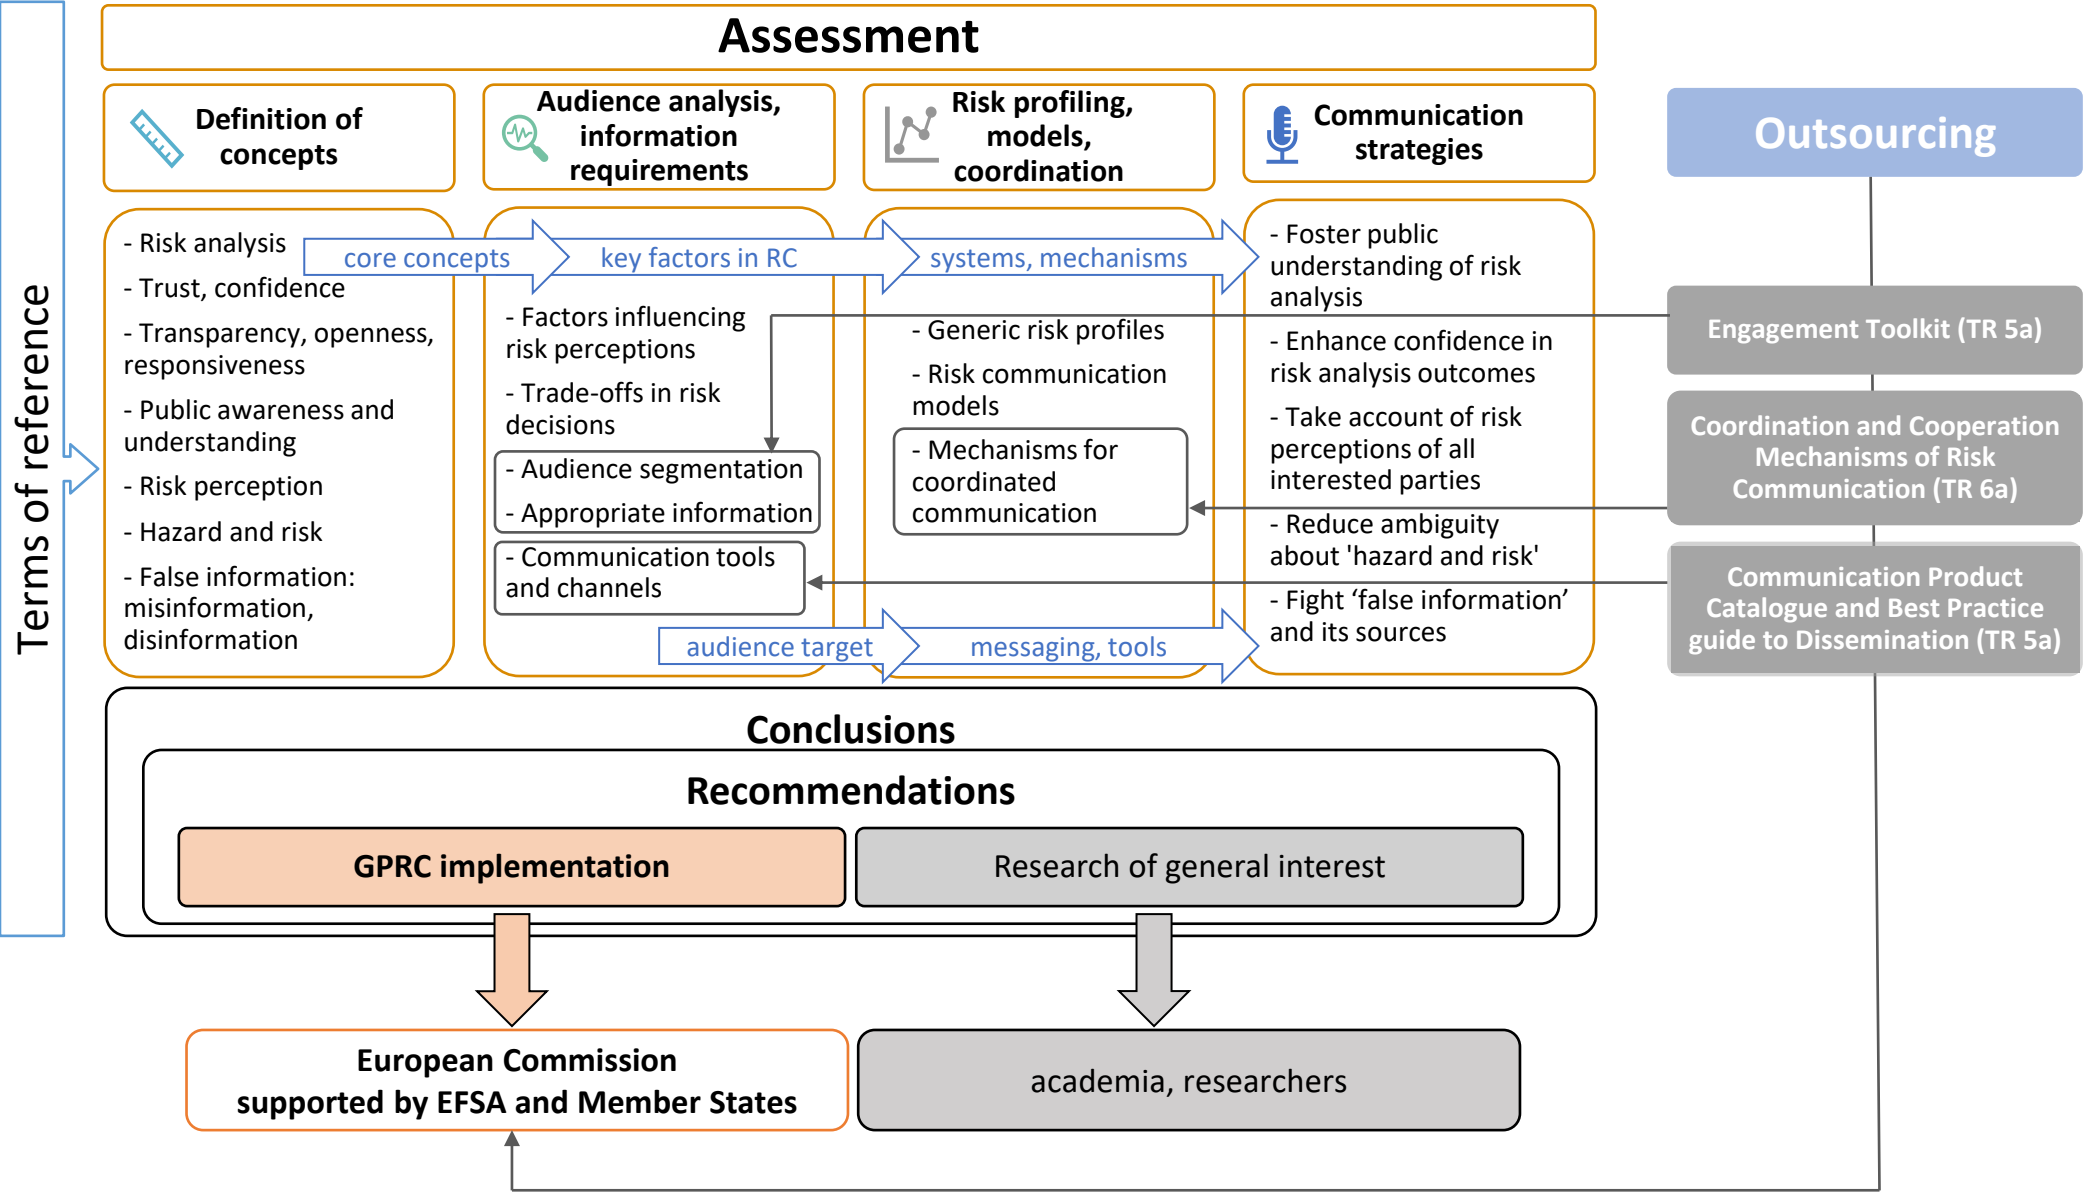 Terms of reference
Assessment
Definition of
concepts
Audience analysis,
information
requirements
Risk profiling,
models,
coordination
Communication
strategies
Outsourcing
core concepts
key factors in RC
systems, mechanisms
- Risk analysis
- Trust, confidence
- Transparency, openness,
responsiveness
- Public awareness and
understanding
- Risk perception
- Hazard and risk
- False information:
misinformation,
disinformation
- Factors influencing
risk perceptions
- Trade-offs in risk
decisions
- Audience segmentation
- Appropriate information
- Communication tools
and channels
- Generic risk profiles
- Risk communication
models
- Mechanisms for
coordinated
communication
- Foster public
understanding of risk
analysis
- Enhance confidence in
risk analysis outcomes
- Take account of risk
perceptions of all
interested parties
- Reduce ambiguity
about 'hazard and risk'
- Fight ‘false information’
and its sources
audience target
messaging, tools
Engagement Toolkit (TR 5a)
Coordination and Cooperation
Mechanisms of Risk
Communication (TR 6a)
Communication Product
Catalogue and Best Practice
guide to Dissemination (TR 5a)
Conclusions
Recommendations
GPRC implementation
Research of general interest
European Commission
supported by EFSA and Member States
academia, researchers